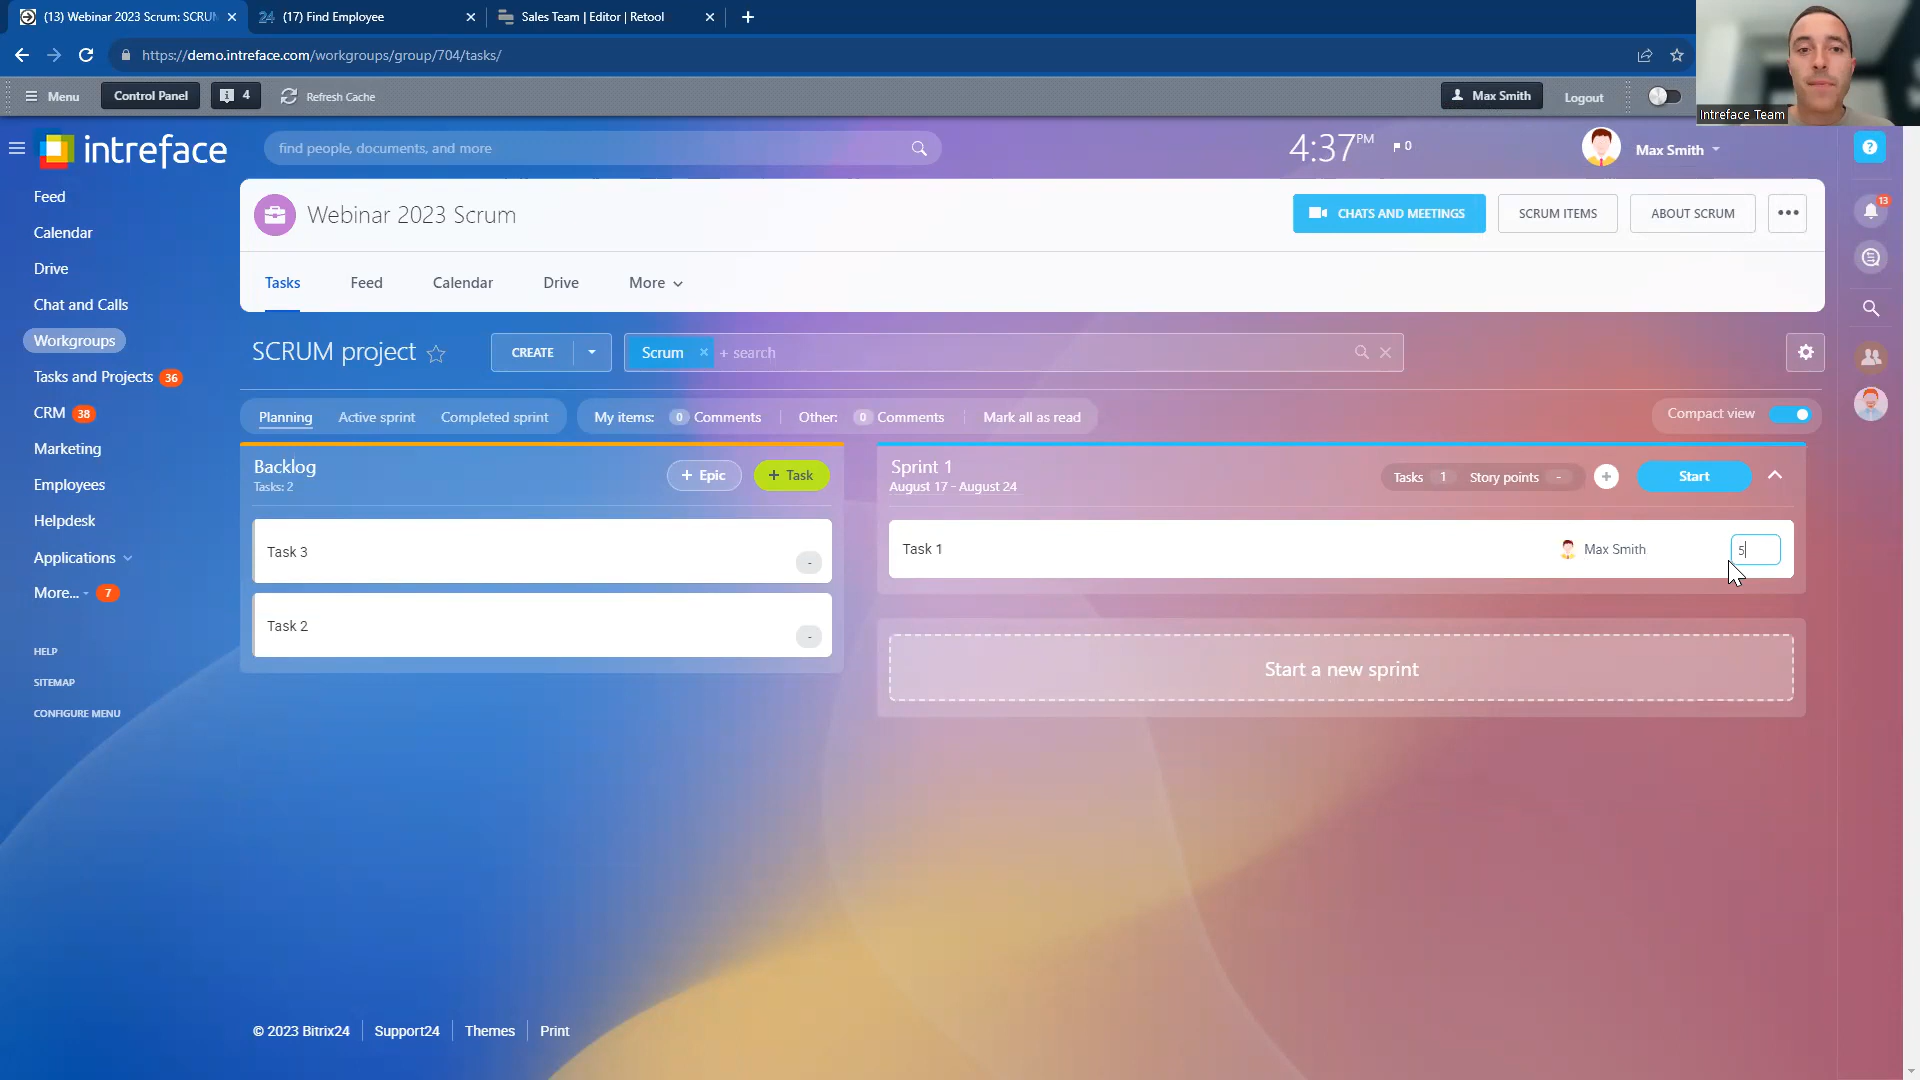 (13) Webinar 2023 Scrum: SCRU
24 (17) Find Employee
Sales Team | Editor | Retool
https://demo.intreface.com/workgroups/group/704/tasks/
Menu
Control Panel
4
Refresh Cache
Max Smith
Logout
Intreface Team
intreface
find people, documents, and more
4:37 PM
0
Max Smith
?
13
Feed
Calendar
Drive
Chat and Calls
Workgroups
Tasks and Projects 36
CRM 38
Marketing
Employees
Helpdesk
Applications
More... 7
HELP
SITEMAP
CONFIGURE MENU
Webinar 2023 Scrum
CHATS AND MEETINGS
SCRUM ITEMS
ABOUT SCRUM
Tasks
Feed
Calendar
Drive
More
SCRUM project
CREATE
Scrum
+ search
Planning
Active sprint
Completed sprint
My items: 0 Comments
Other: 0 Comments
Mark all as read
Compact view
Backlog
Tasks: 2
+ Epic
+ Task
Task 3
-
Task 2
-
Sprint 1
August 17 - August 24
Tasks 1 Story points -
+
Start
Task 1
Max Smith
5
Start a new sprint
© 2023 Bitrix24
Support24
Themes
Print